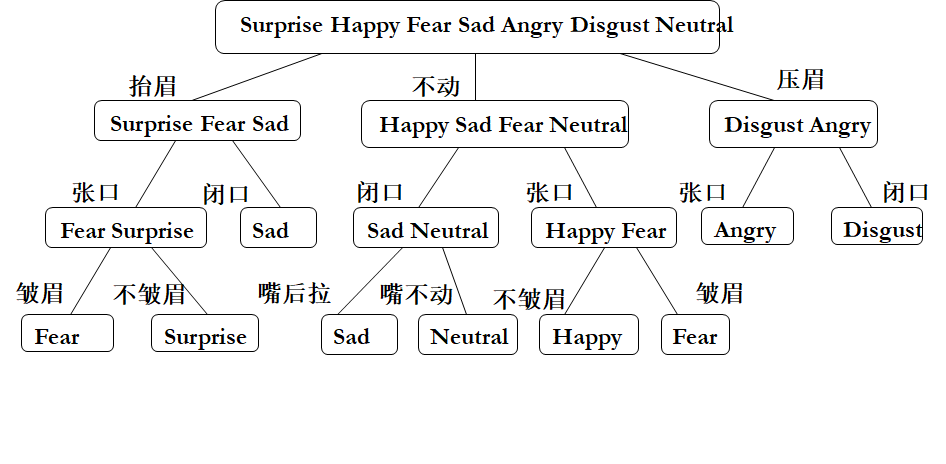 Surprise Happy Fear Sad Angry Disgust Neutral
抬眉 不动 压眉
Surprise Fear Sad Happy Sad Fear Neutral Disgust Angry
张口 闭口 闭口 张口 张口 闭口
Fear Surprise Sad Sad Neutral Happy Fear Angry Disgust
皱眉 不皱眉 嘴后拉 嘴不动 不皱眉 皱眉
Fear Surprise Sad Neutral Happy Fear